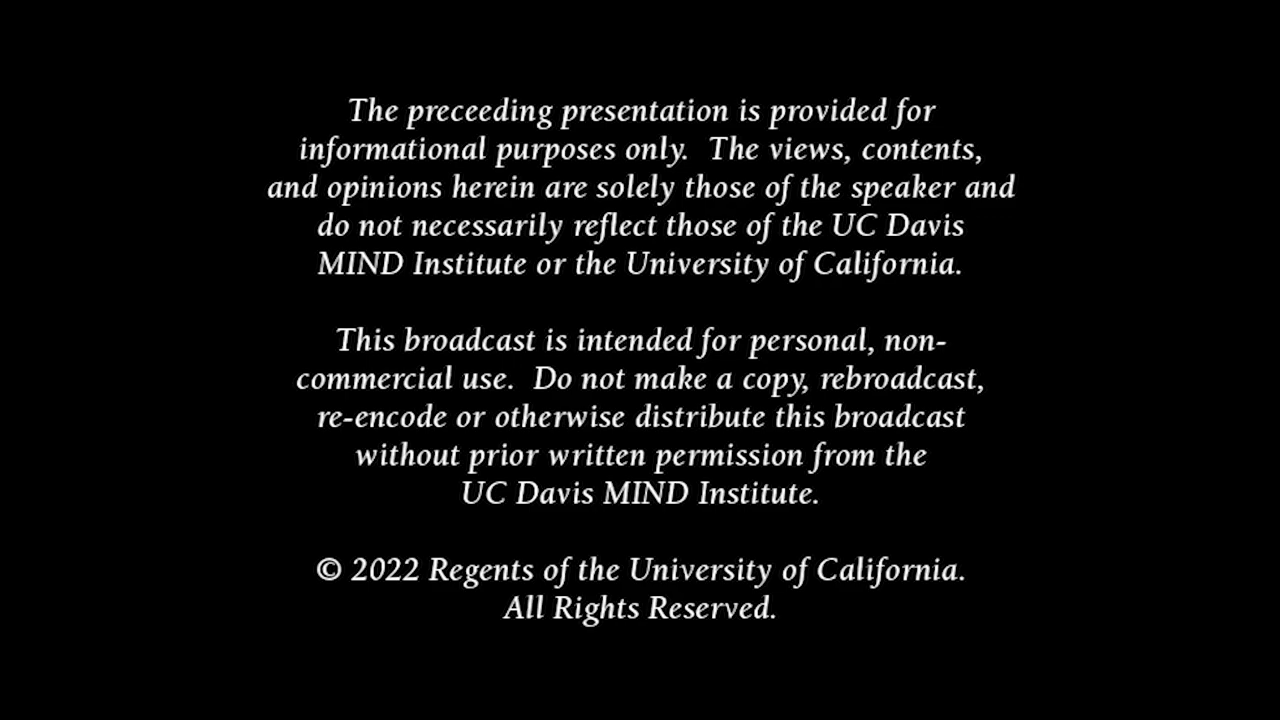 The preceeding presentation is provided for
informational purposes only.  The views, contents,
and opinions herein are solely those of the speaker and
do not necessarily reflect those of the UC Davis
MIND Institute or the University of California.
This broadcast is intended for personal, non-
commercial use.  Do not make a copy, rebroadcast,
re-encode or otherwise distribute this broadcast
without prior written permission from the
UC Davis MIND Institute.
© 2022 Regents of the University of California.
All Rights Reserved.